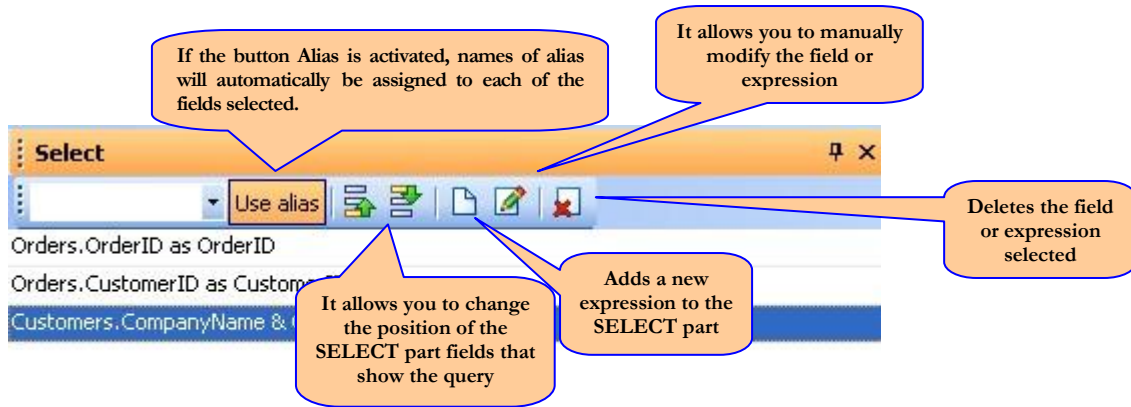 If the button Alias is activated, names of alias
will automatically be assigned to each of the
fields selected.
It allows you to manually
modify the field or
expression
Select
Use alias
Deletes the field
or expression
selected
Orders.OrderID as OrderID
Orders.CustomerID as
Customers.CompanyName &
It allows you to change
the position of the
SELECT part fields that
show the query
Adds a new
expression to the
SELECT part